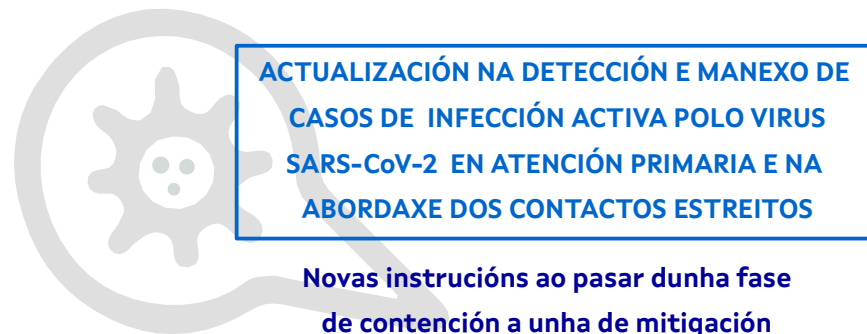 ACTUALIZACIÓN NA DETECCIÓN E MANEXO DE
CASOS DE INFECCIÓN ACTIVA POLO VIRUS
SARS-CoV-2 EN ATENCIÓN PRIMARIA E NA
ABORDAXE DOS CONTACTOS ESTREITOS
Novas instrucións ao pasar dunha fase
de contención a unha de mitigación